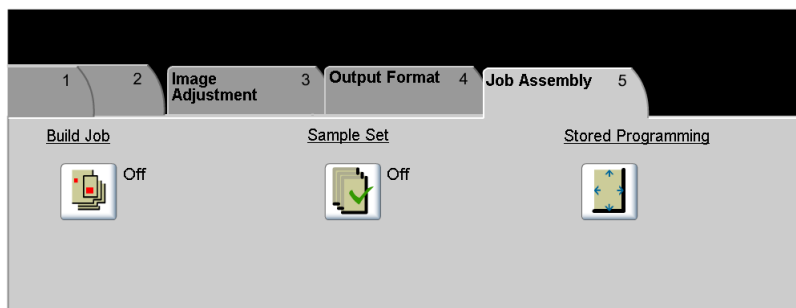 1 2 Image Adjustment 3 Output Format 4 Job Assembly 5
Build Job Sample Set Stored Programming
Off Off